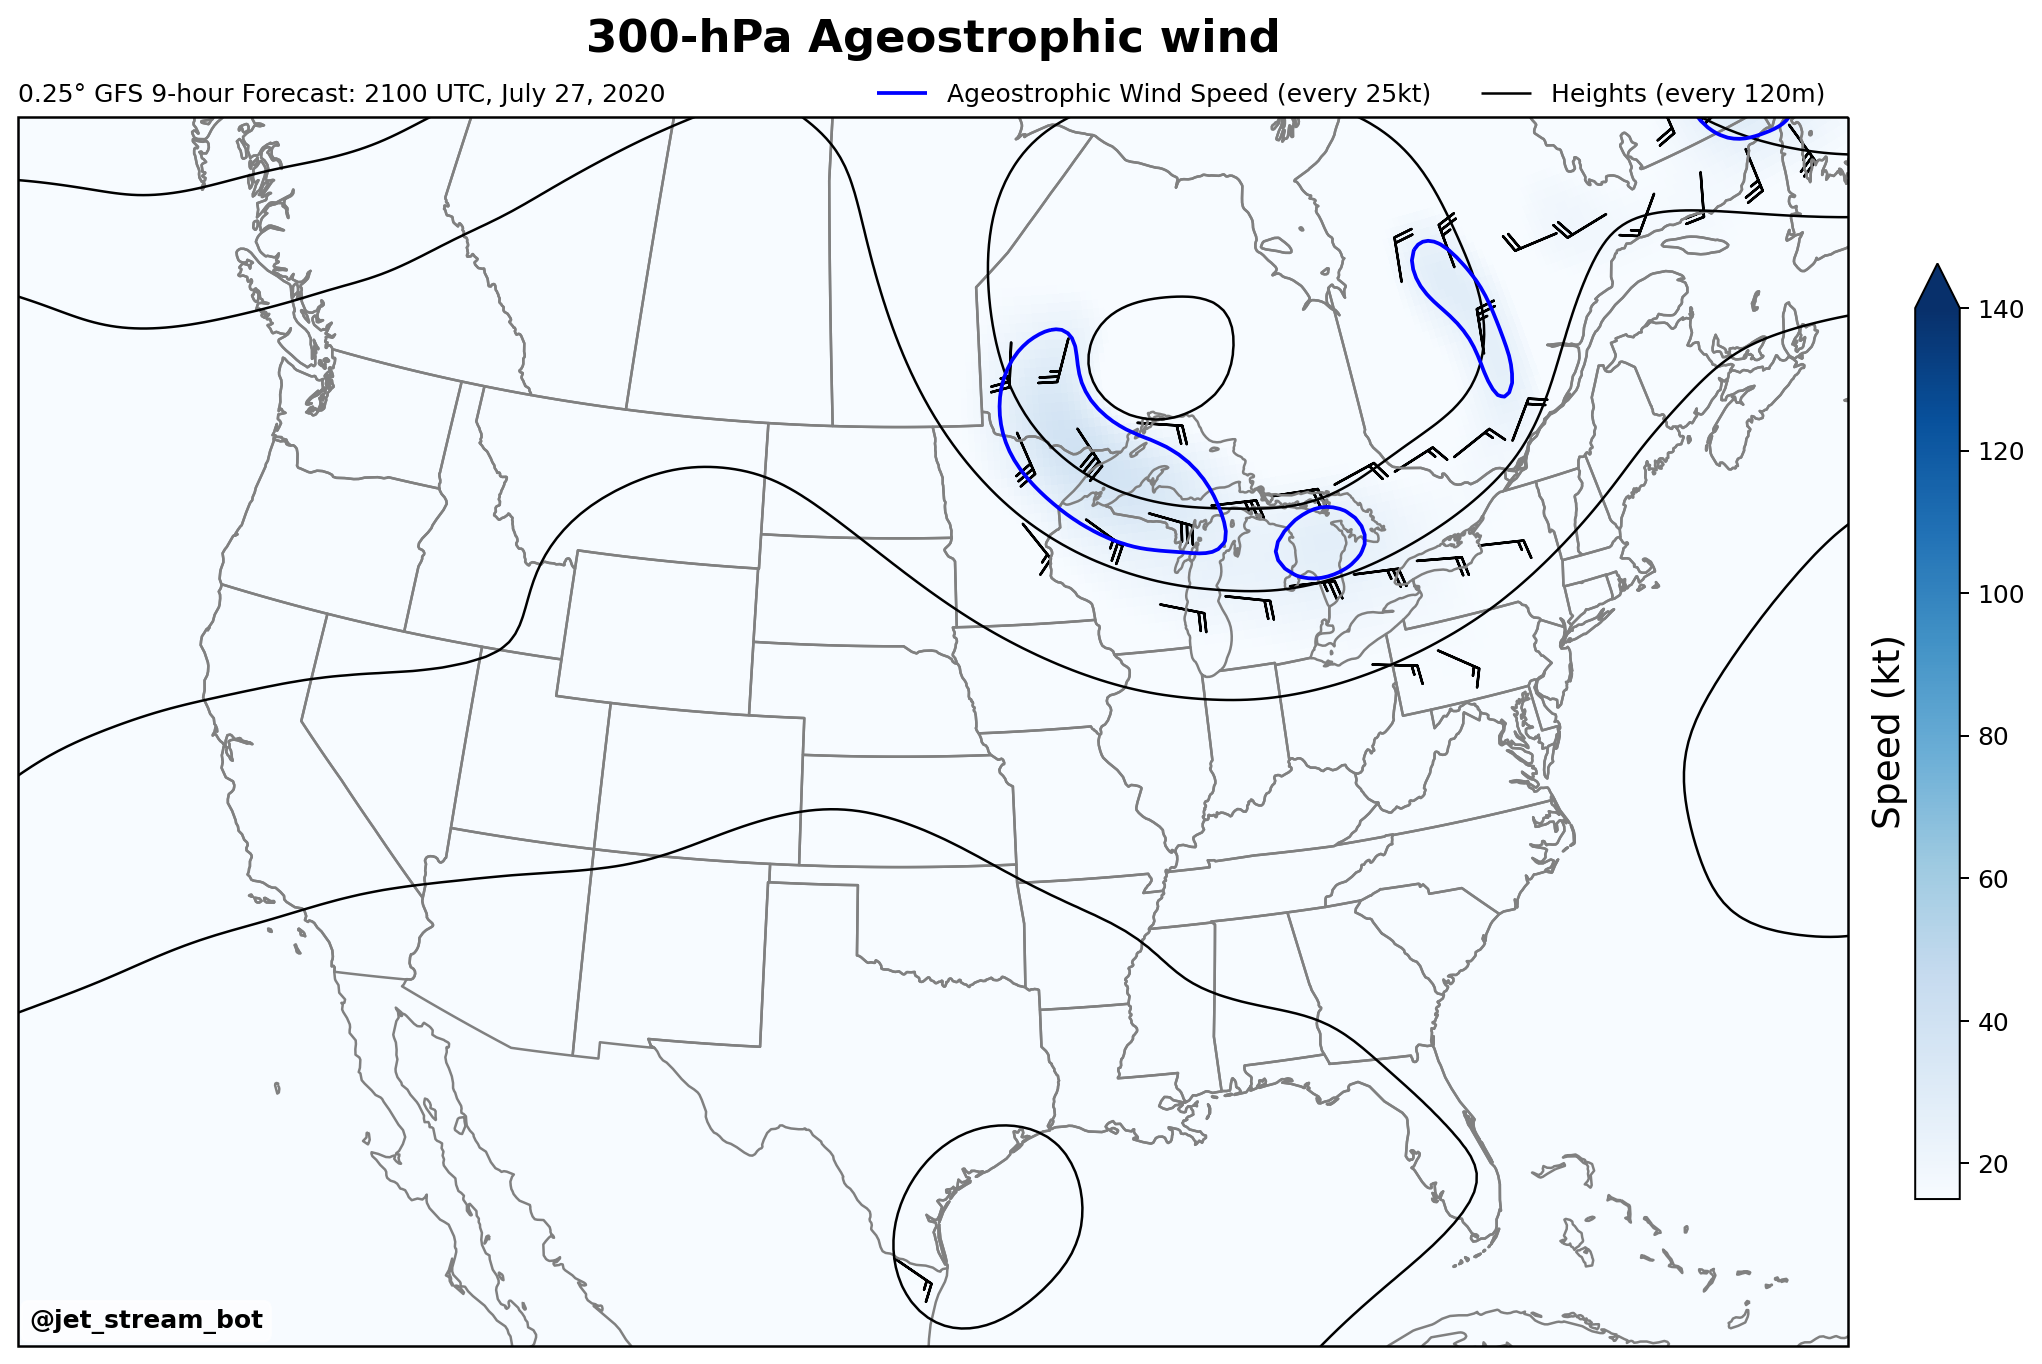 300-hPa Ageostrophic wind
0.25° GFS 9-hour Forecast: 2100 UTC, July 27, 2020
Ageostrophic Wind Speed (every 25kt)
Heights (every 120m)
140
120
100
80
60
40
20
Speed (kt)
@jet_stream_bot